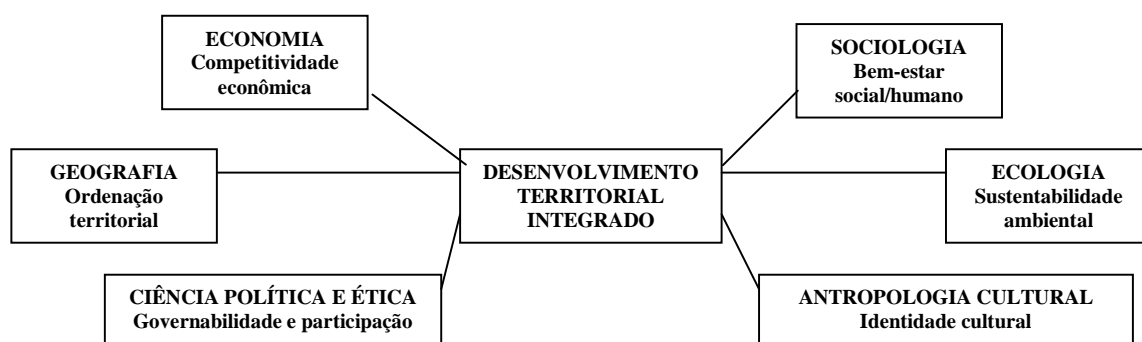 ECONOMIA
Competitividade
econômica
SOCIOLOGIA
Bem-estar
social/humano
GEOGRAFIA
Ordenação
territorial
DESENVOLVIMENTO
TERRITORIAL
INTEGRADO
ECOLOGIA
Sustentabilidade
ambiental
CIÊNCIA POLÍTICA E ÉTICA
Governabilidade e participação
ANTROPOLOGIA CULTURAL
Identidade cultural